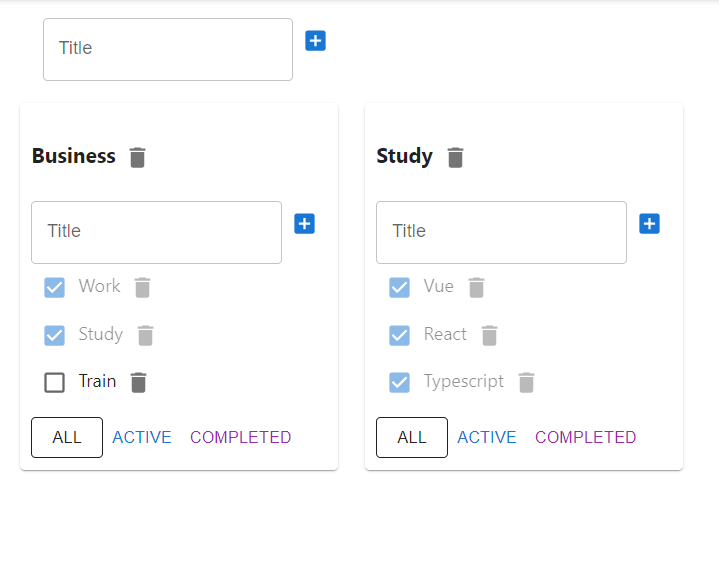 Title
Business
Title
Work
Study
Train
ALL ACTIVE COMPLETED
Study
Title
Vue
React
Typescript
ALL ACTIVE COMPLETED